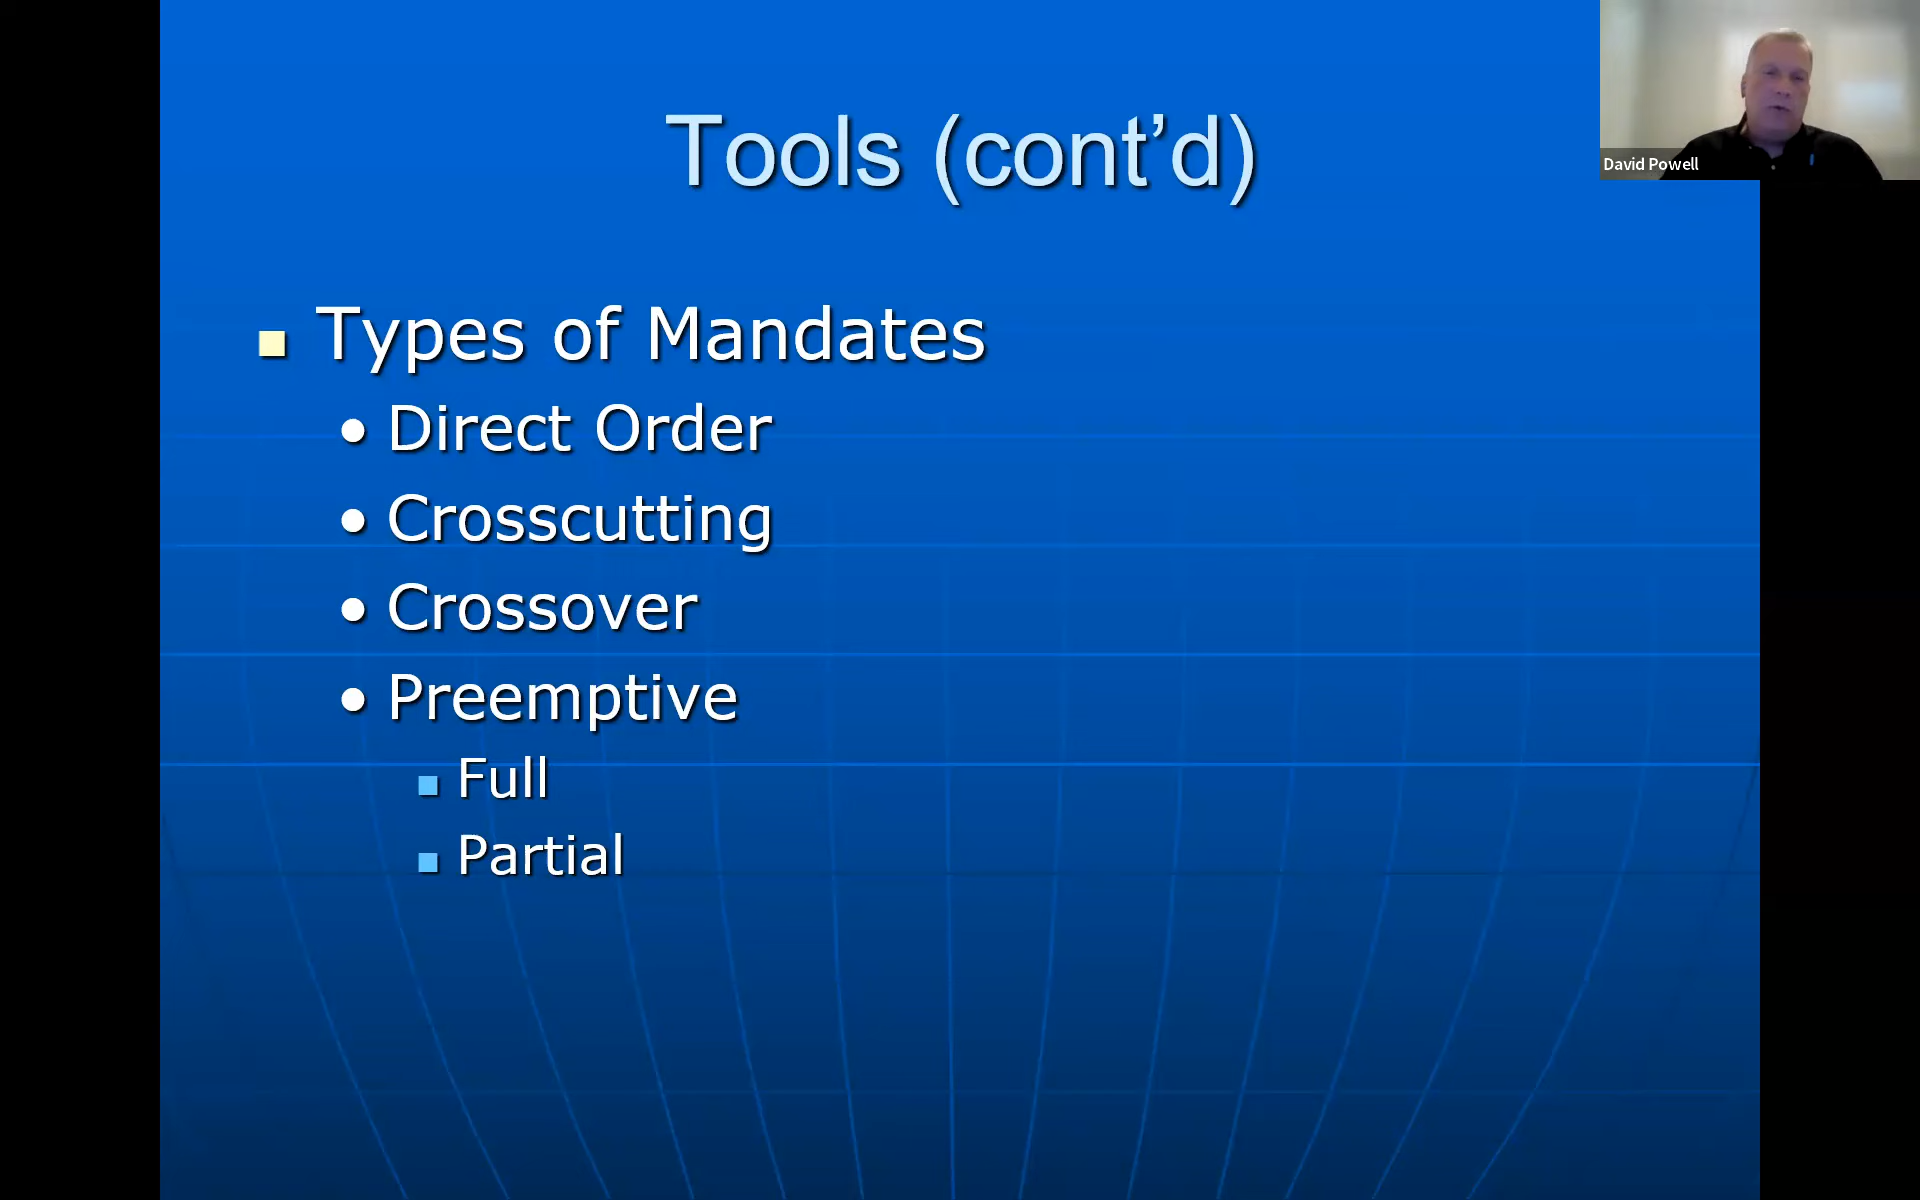 Tools (cont’d)
David Powell
Types of Mandates
Direct Order
Crosscutting
Crossover
Preemptive
Full
Partial